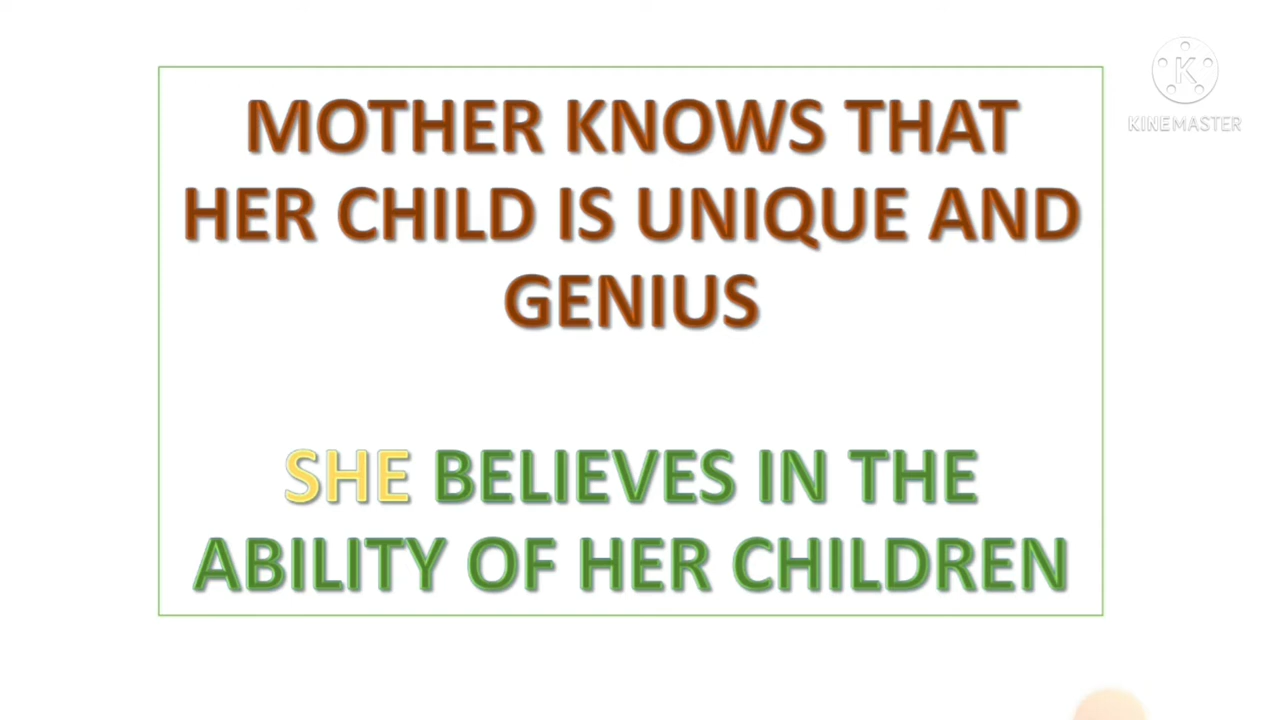 MOTHER KNOWS THAT
HER CHILD IS UNIQUE AND
GENIUS
SHE BELIEVES IN THE
ABILITY OF HER CHILDREN
K
KINEMASTER